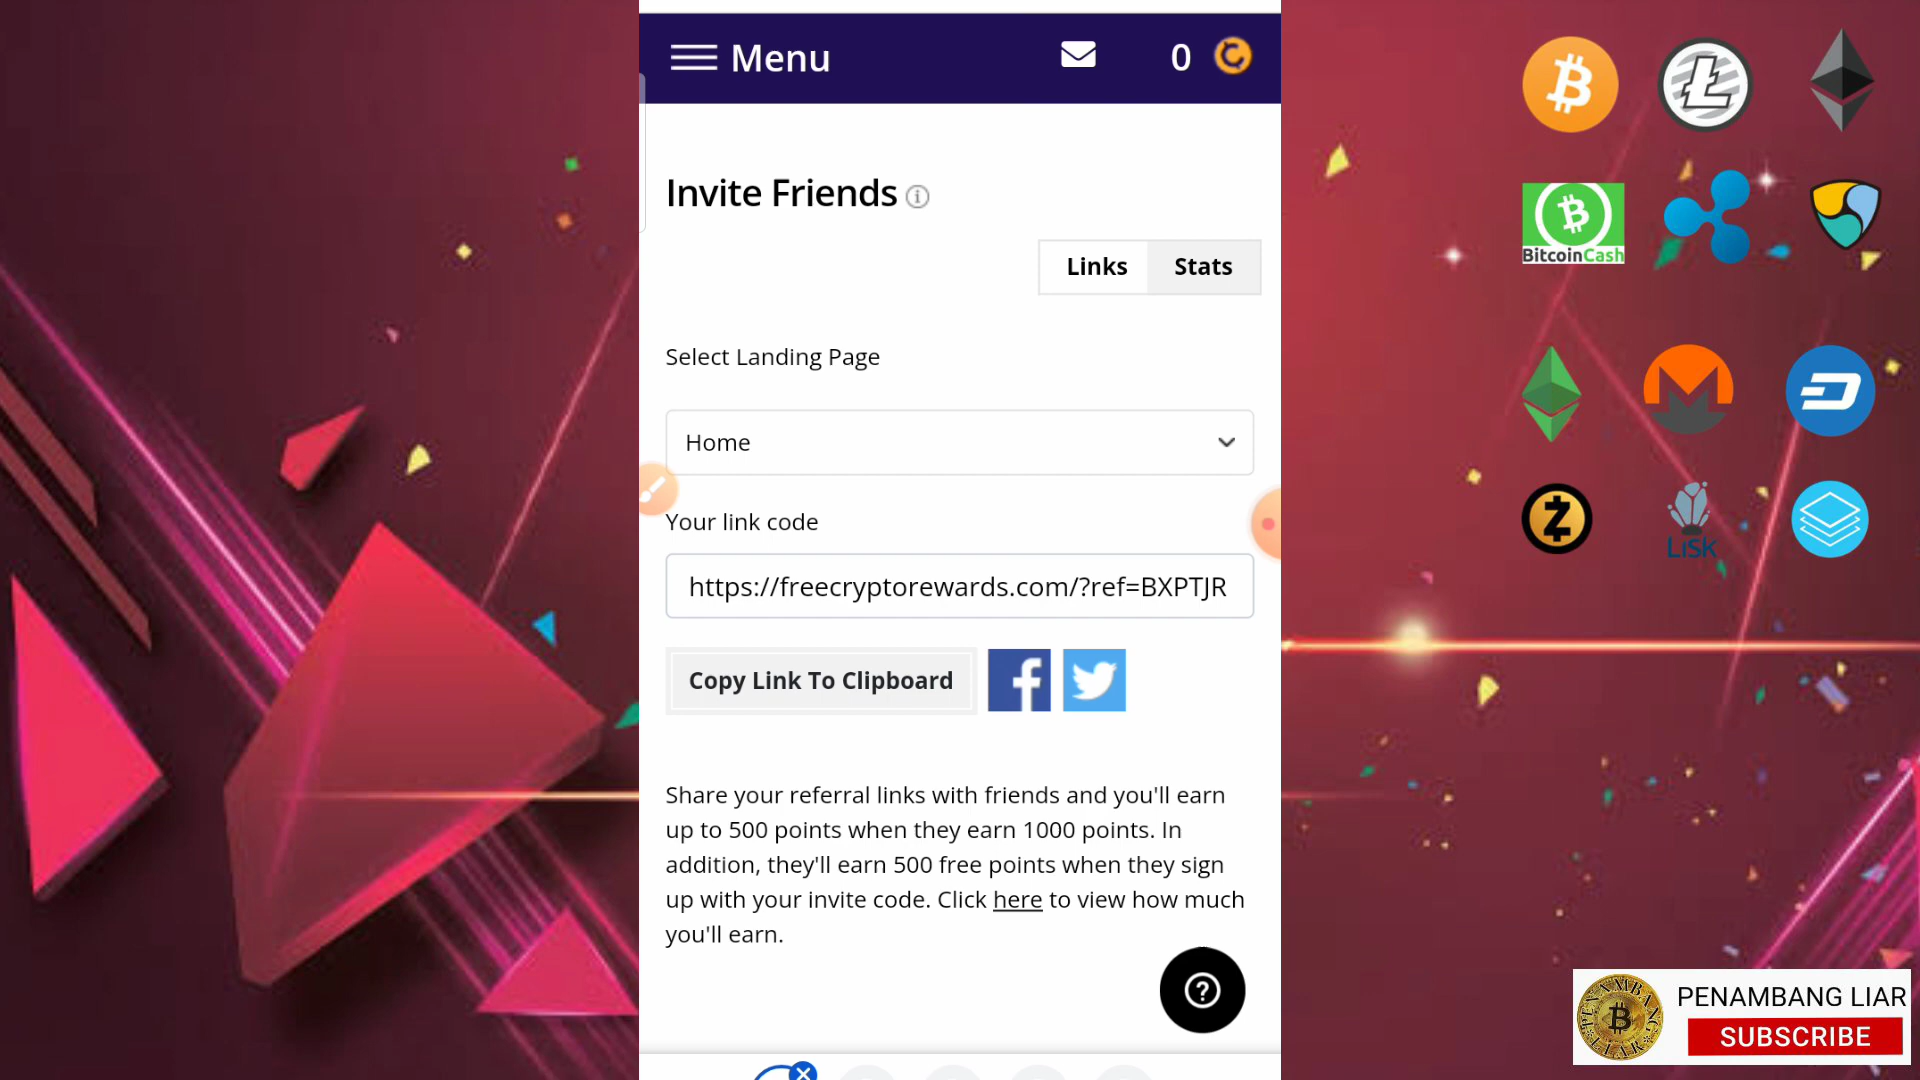 Menu
0
Invite Friends
Links
Stats
Select Landing Page
Home
Your link code
https://freecryptorewards.com/?ref=BXPTJR
Copy Link To Clipboard
Share your referral links with friends and you'll earn
up to 500 points when they earn 1000 points. In
addition, they'll earn 500 free points when they sign
up with your invite code. Click here to view how much
you'll earn.
BitcoinCash
LiSK
PENAMBANG LIAR
PENAMBANG LIAR
SUBSCRIBE